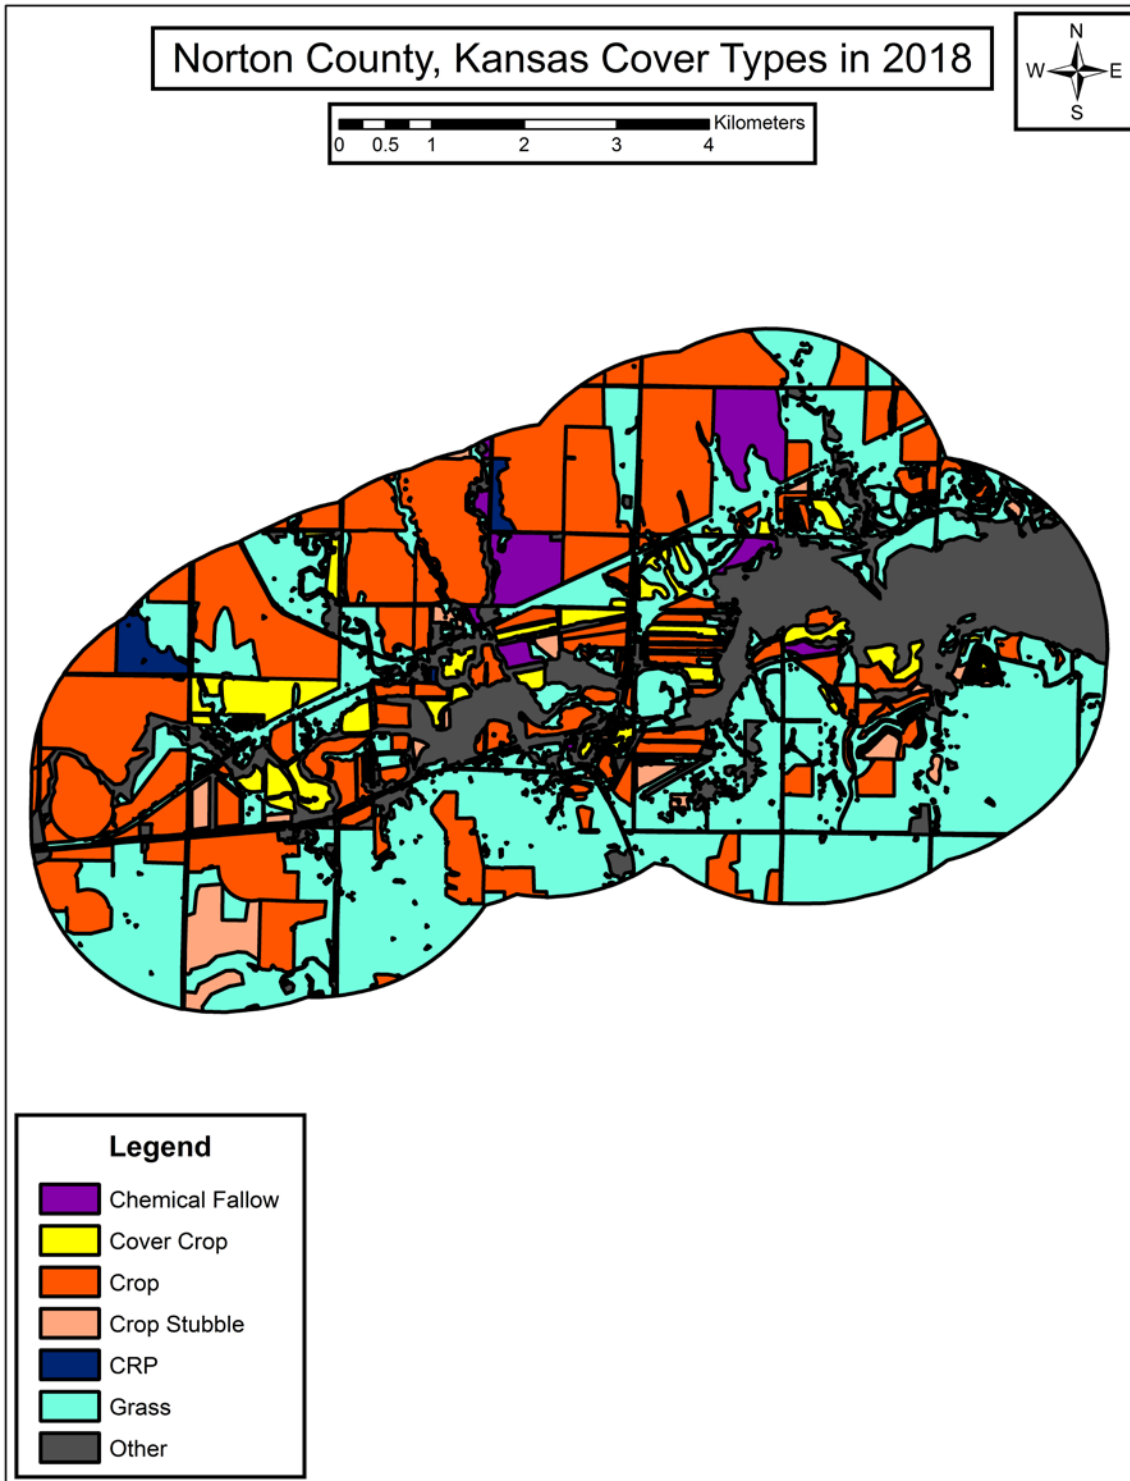 Norton County, Kansas Cover Types in 2018
N
W E
S
Kilometers
0 0.5 1 2 3 4
Legend
Chemical Fallow
Cover Crop
Crop
Crop Stubble
CRP
Grass
Other